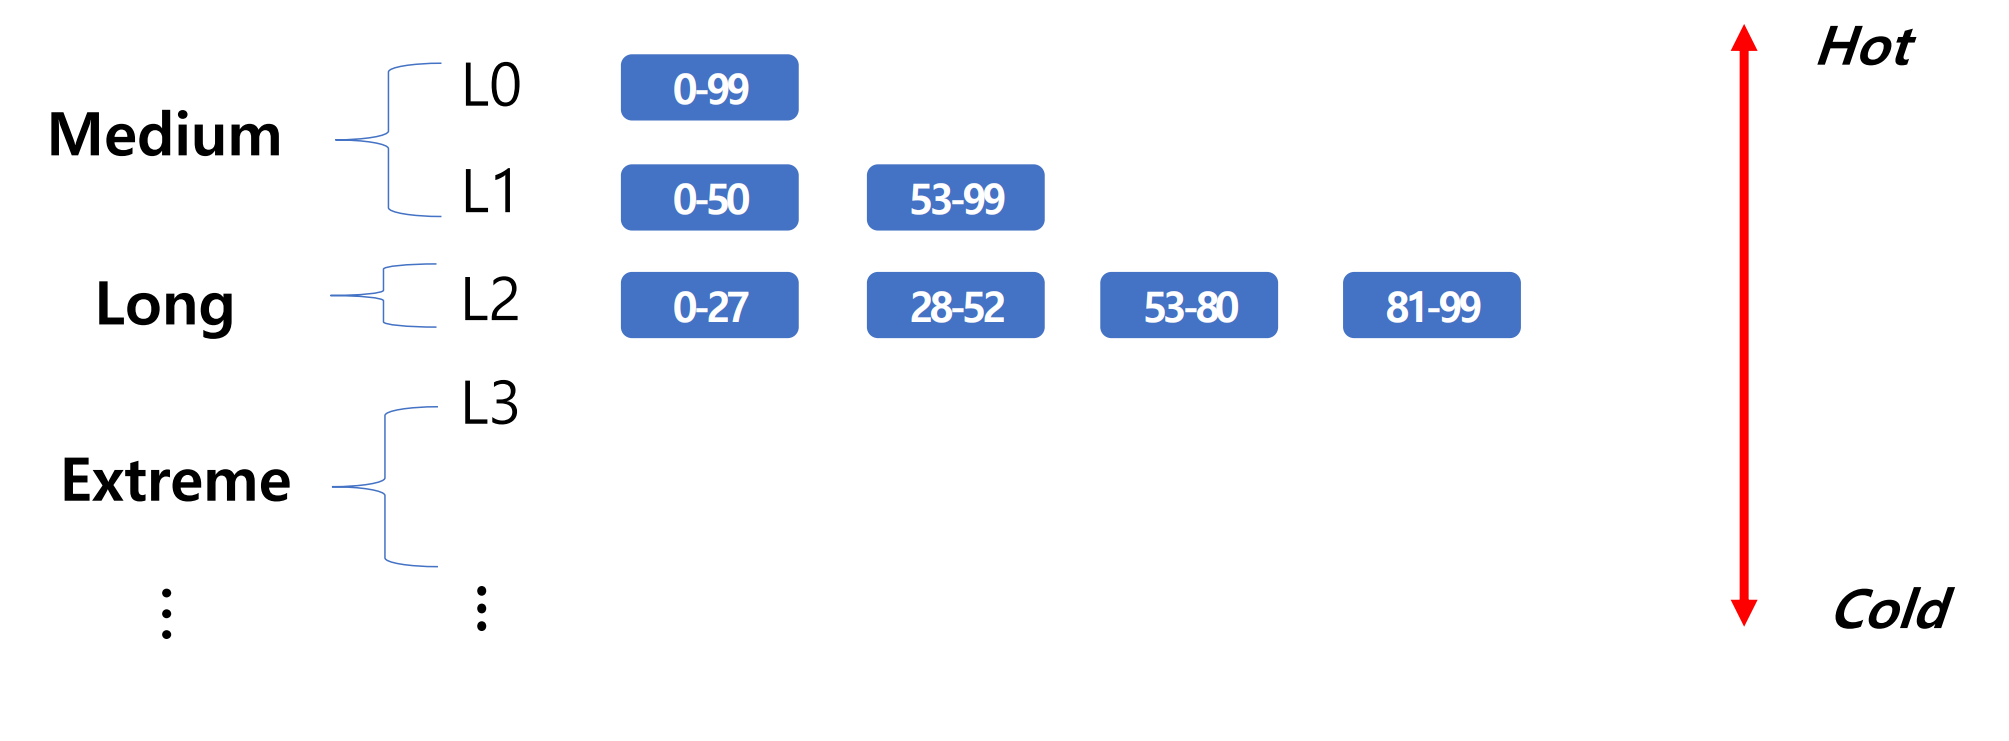 Medium
L0
0-99
L1
0-50
53-99
Long
L2
0-27
28-52
53-80
81-99
Extreme
L3
Hot
Cold